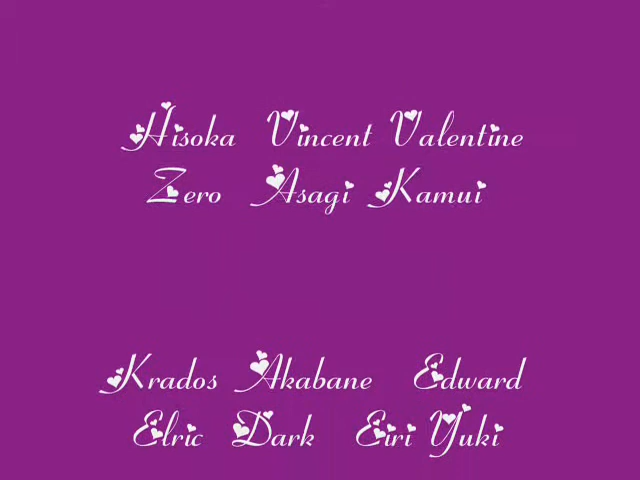 Hisoka Vincent Valentine
Zero Asagi Kamui
Krados Akabane Edward
Elric Dark Eiri Yuki